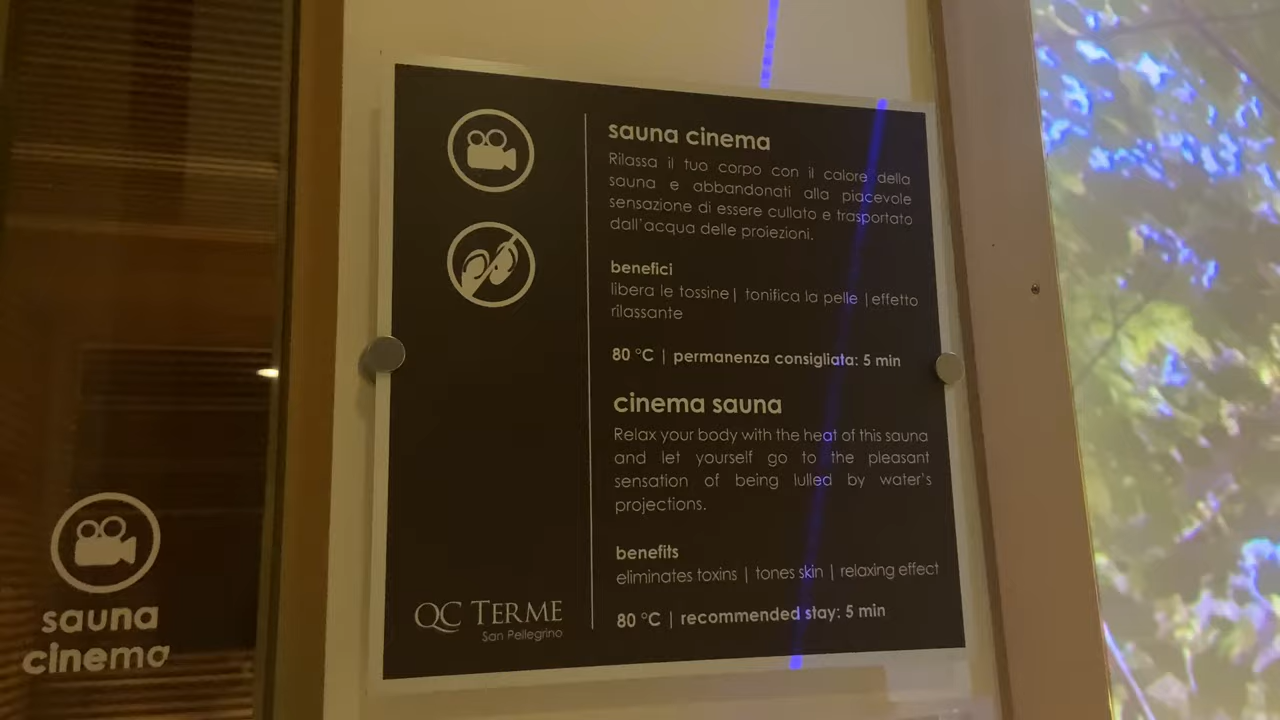 sauna cinema
Rilassa il tuo corpo con il calore della
sauna e abbandonati alla piacevole
sensazione di essere cullato e trasportato
dall'acqua delle proiezioni.
benefici
libera le tossine | tonifica la pelle | effetto
rilassante
80 °C | permanenza consigliata: 5 min
cinema sauna
Relax your body with the heat of this sauna
and let yourself go to the pleasant
sensation of being lulled by water's
projections.
benefits
eliminates toxins | tones skin | relaxing effect
80 °C | recommended stay: 5 min
QC TERME
San Pellegrino
sauna
cinema